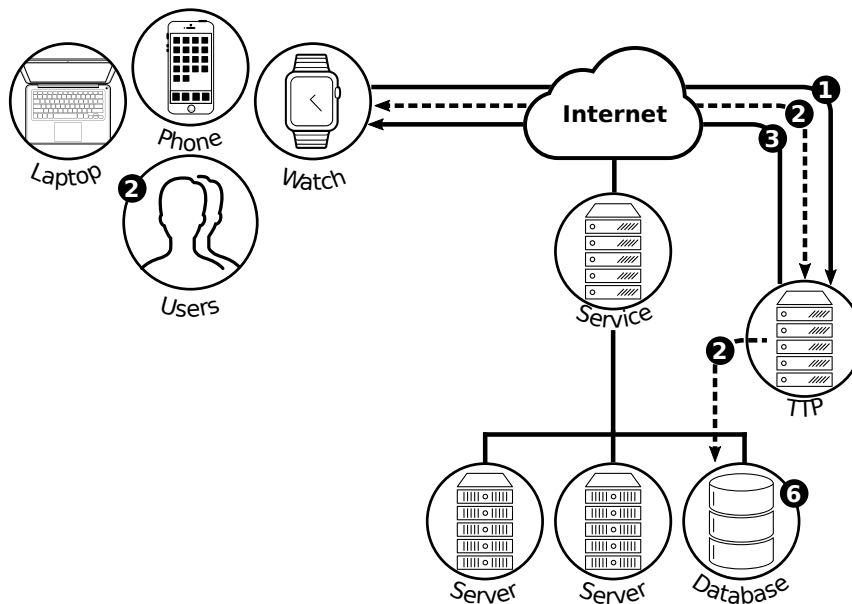 Internet
1
2
3
Phone
Laptop
Watch
2
Users
Service
2
TTP
6
Server
Server
Database